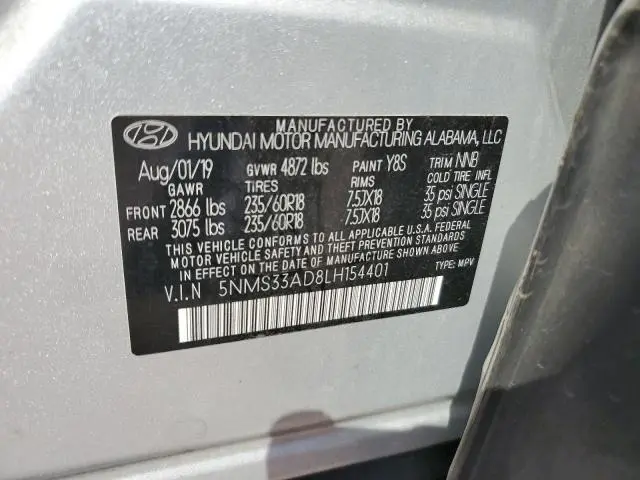 MANUFACTURED BY
HYUNDAI MOTOR MANUFACTURING ALABAMA, LLC
Aug/01/19 GVWR 4872 lbs PAINT Y8S TRIM NNB
GAWR TIRES RIMS COLD TIRE INFL
FRONT 2866 lbs 235/60R18 7.5JX18 35 psi SINGLE
REAR 3075 lbs 235/60R18 7.5JX18 35 psi SINGLE
THIS VEHICLE CONFORMS TO ALL APPLICABLE U.S.A. FEDERAL
MOTOR VEHICLE SAFETY AND THEFT PREVENTION STANDARDS
IN EFFECT ON THE DATE OF MANUFACTURE SHOWN ABOVE.
V.I.N 5NMS33AD8LH154401 TYPE: MPV